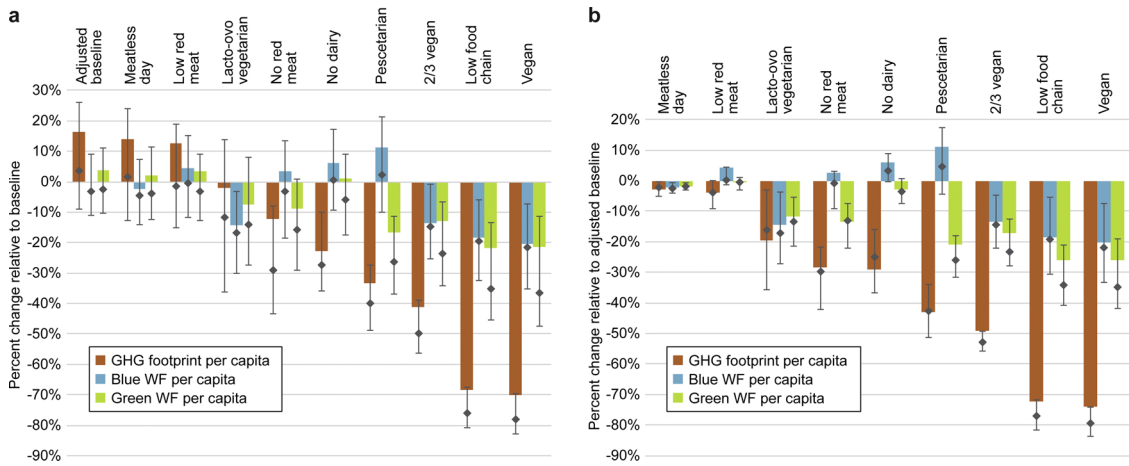 a
Adjusted
baseline
Meatless
day
Low red
meat
Lacto-ovo
vegetarian
No red
meat
No dairy
Pescetarian
2/3 vegan
Low food
chain
Vegan
Percent change relative to baseline
30%
20%
10%
0%
-10%
-20%
-30%
-40%
-50%
-60%
-70%
-80%
-90%
GHG footprint per capita
Blue WF per capita
Green WF per capita
b
Meatless
day
Low red
meat
Lacto-ovo
vegetarian
No red
meat
No dairy
Pescetarian
2/3 vegan
Low food
chain
Vegan
Percent change relative to adjusted baseline
30%
20%
10%
0%
-10%
-20%
-30%
-40%
-50%
-60%
-70%
-80%
-90%
GHG footprint per capita
Blue WF per capita
Green WF per capita